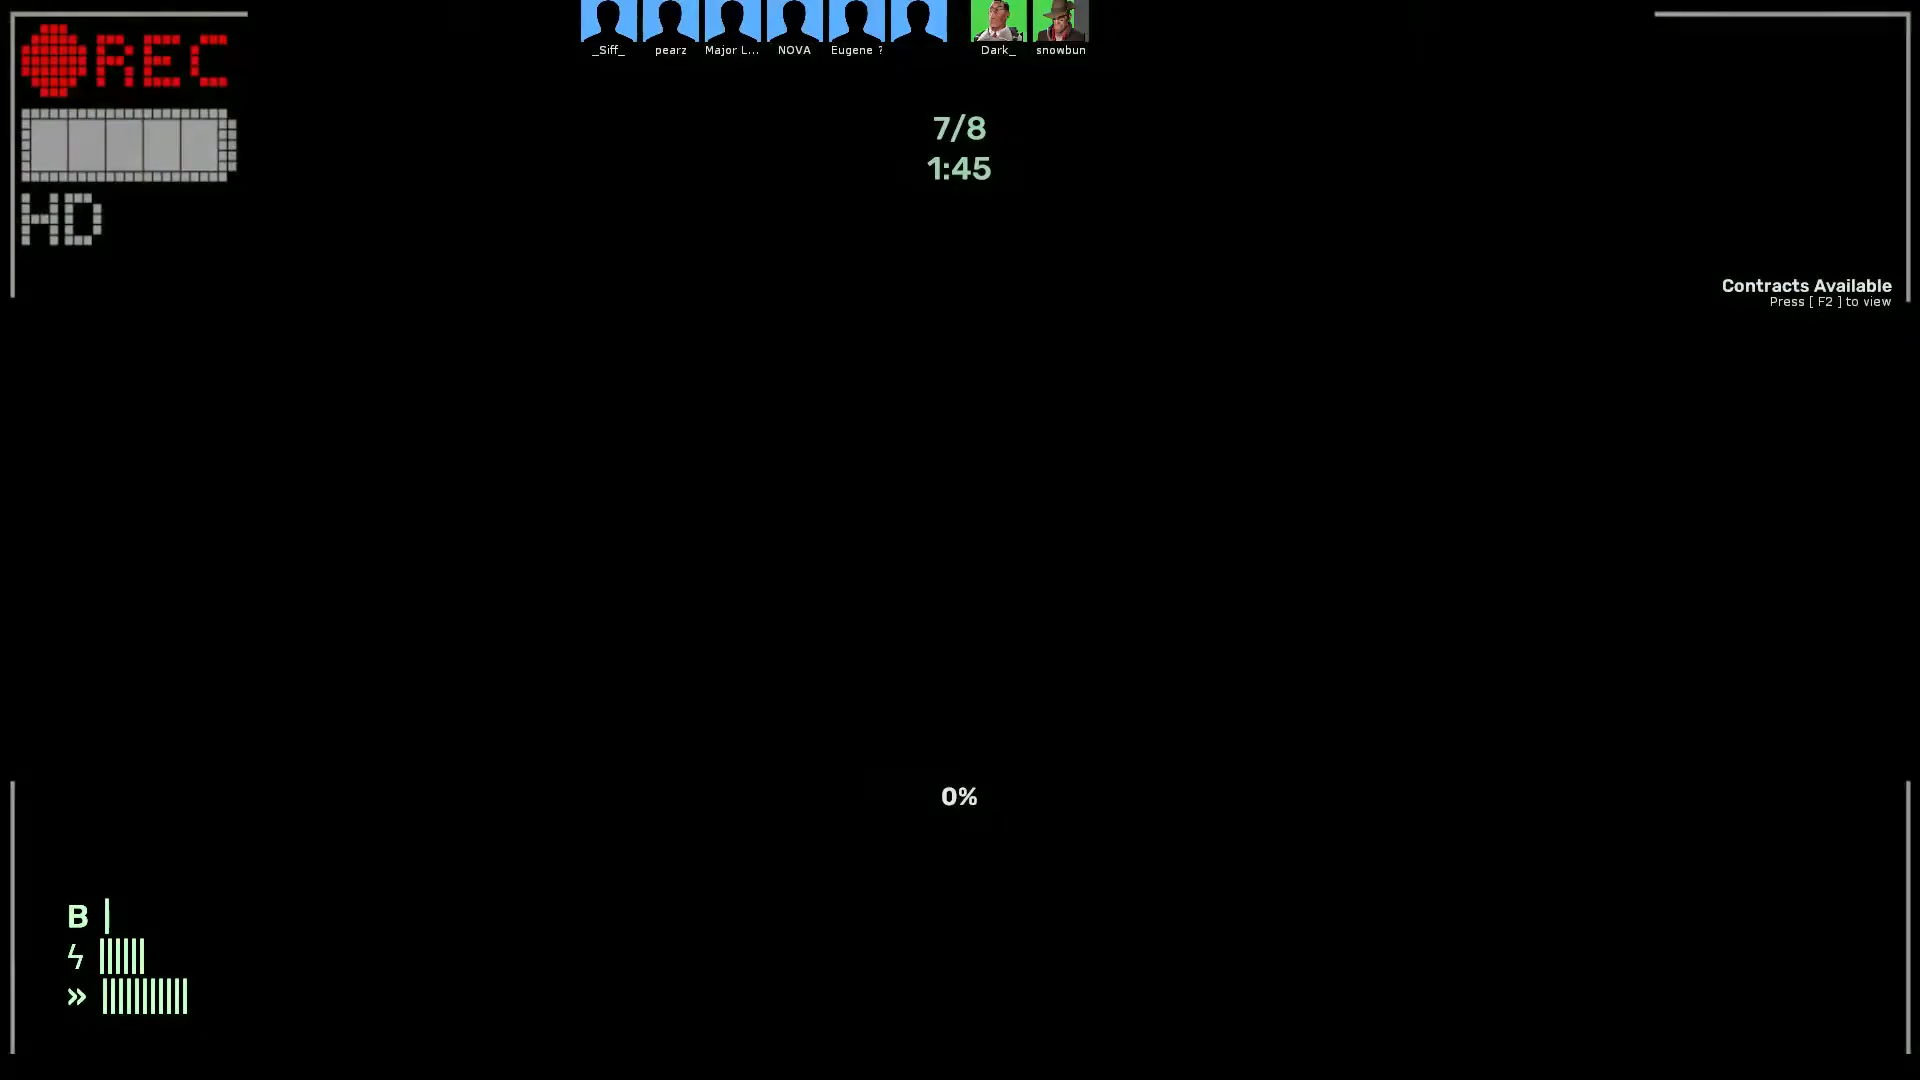 REC
HD
_Siff_
pearz
Major L...
NOVA
Eugene ?
Dark_
snowbun
7/8
1:45
Contracts Available
Press [ F2 ] to view
0%
B